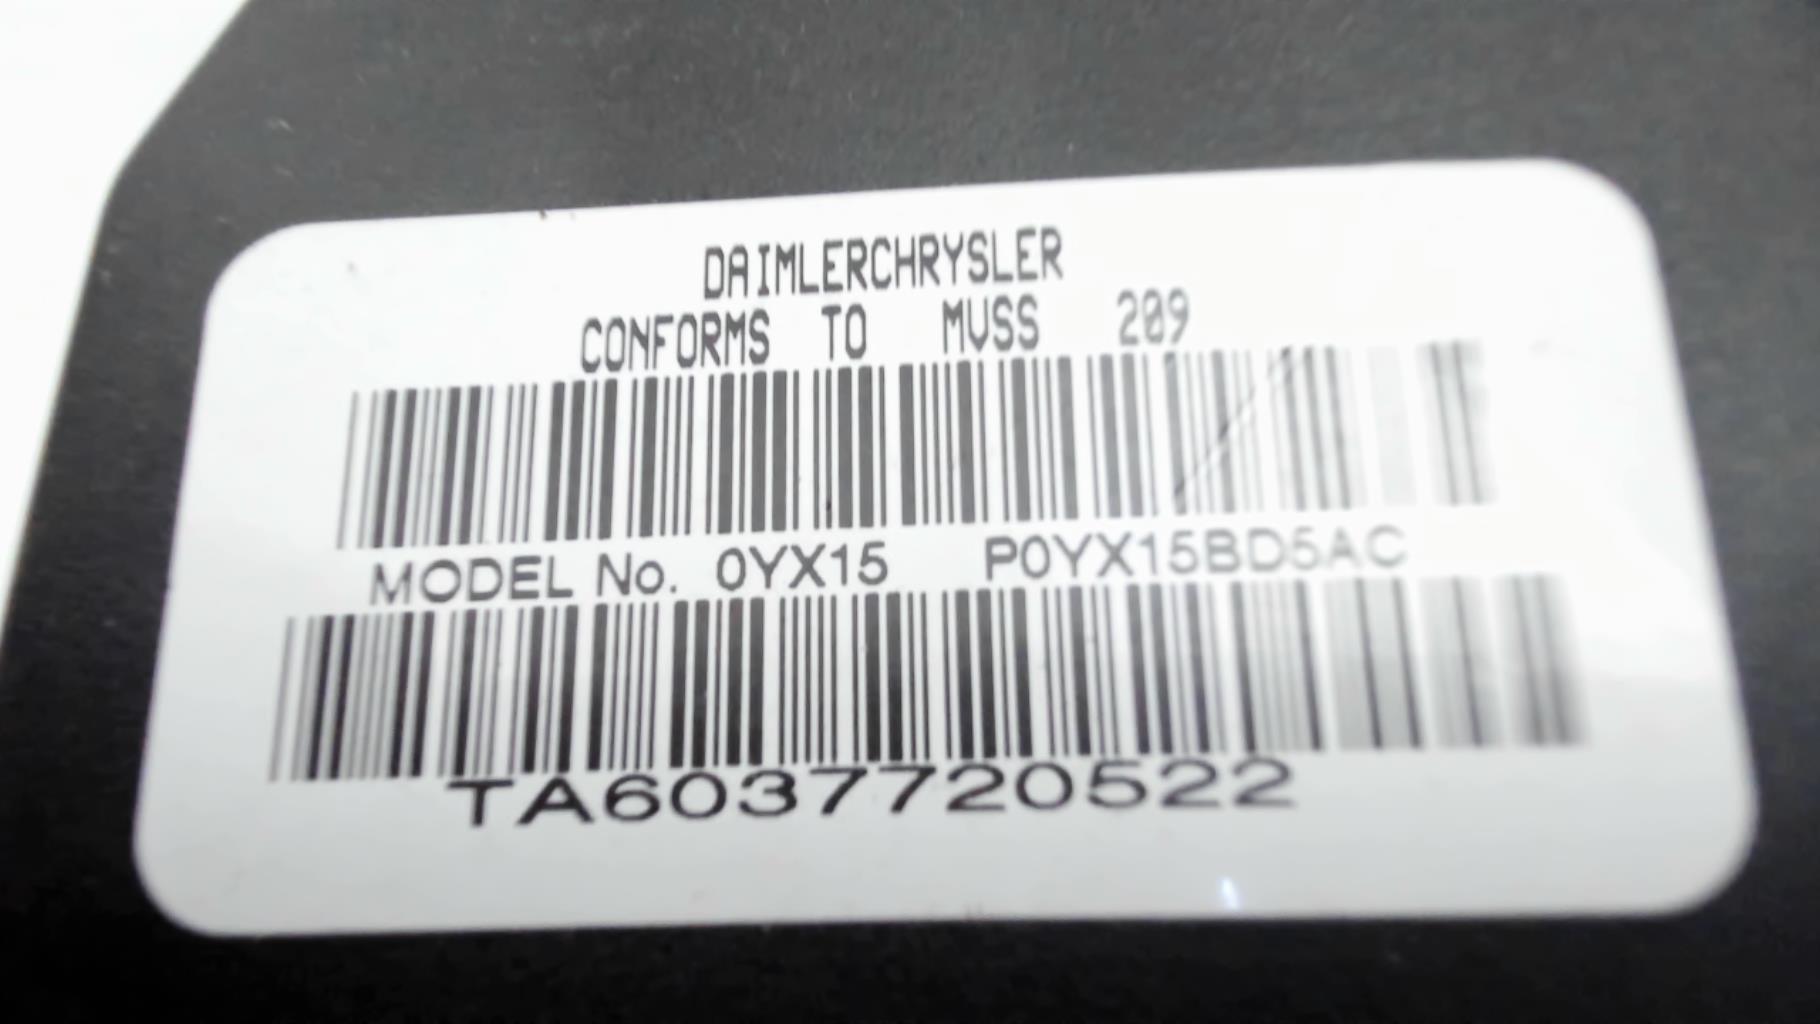 DAIMLERCHRYSLER
CONFORMS TO MVSS 209
MODEL No. 0YX15 P0YX15BD5AC
TA6037720522